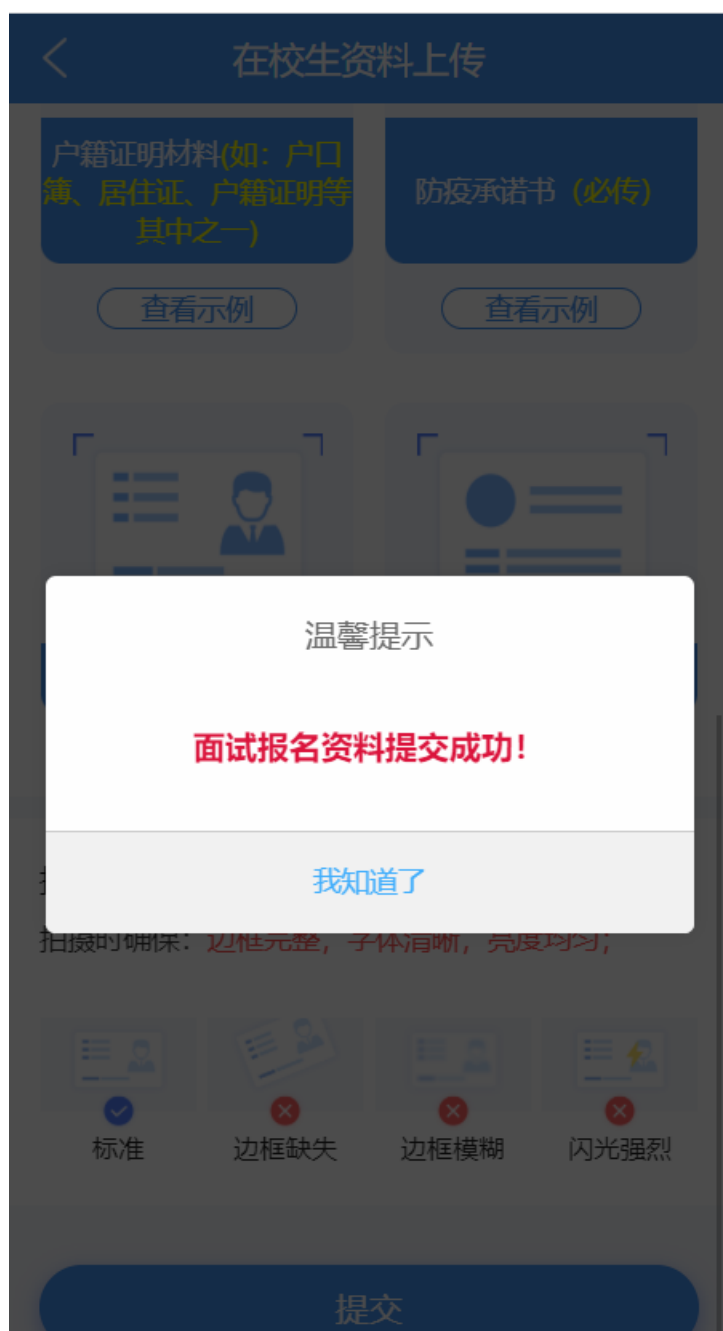 在校生资料上传
户籍证明材料(如：户口
簿、居住证、户籍证明等
其中之一)
防疫承诺书（必传）
查看示例
查看示例
温馨提示
面试报名资料提交成功！
我知道了
拍摄时确保：边框完整，字体清晰，亮度均匀；
标准
边框缺失
边框模糊
闪光强烈
提交